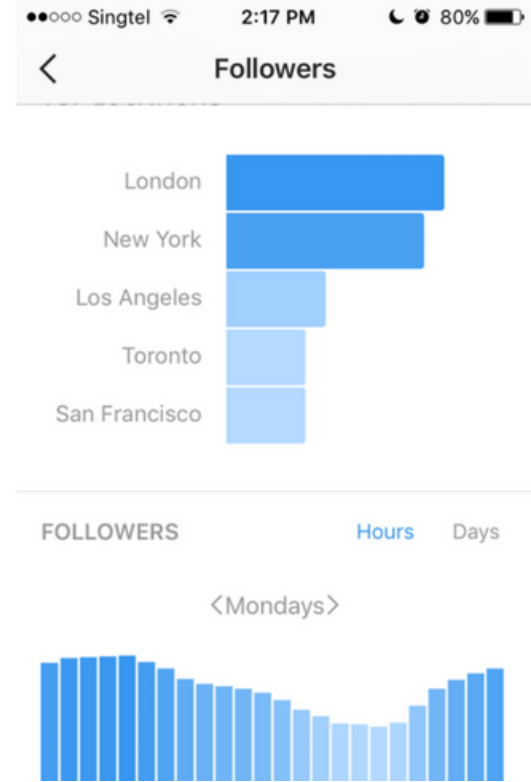 Singtel 2:17 PM 80%
Followers
London
New York
Los Angeles
Toronto
San Francisco
FOLLOWERS Hours Days
<Mondays>